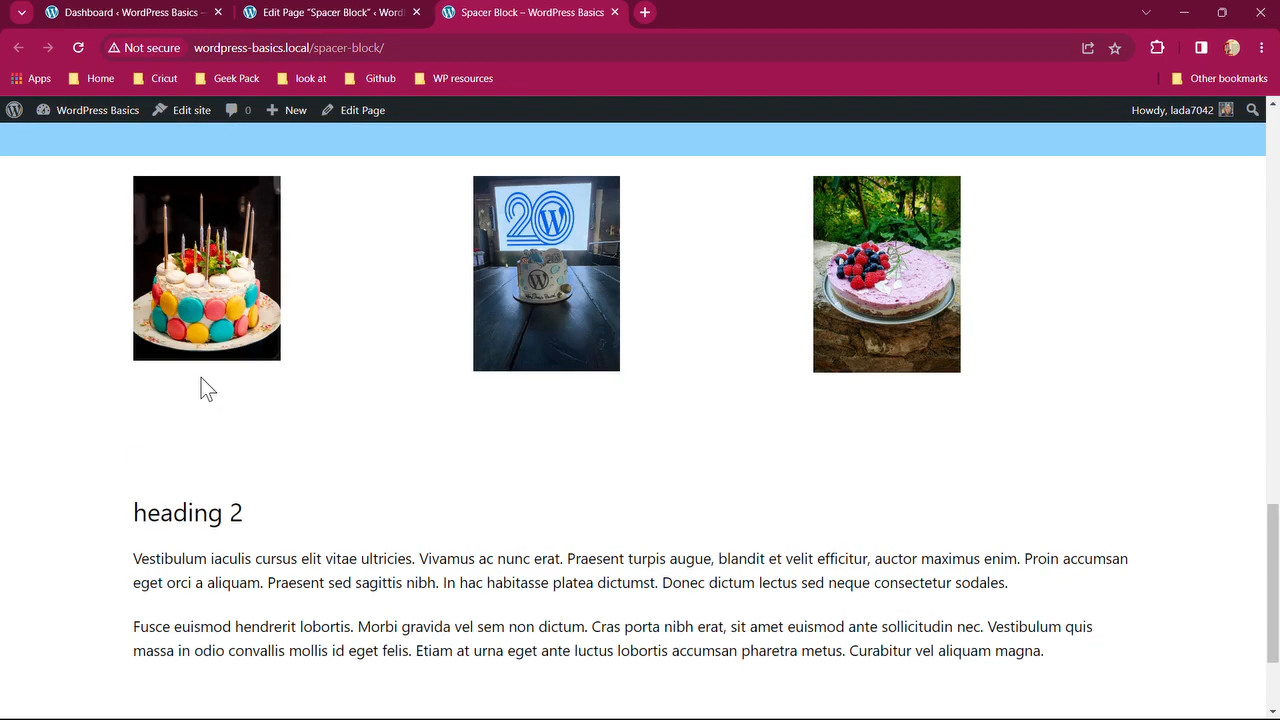 Dashboard ‹ WordPress Basics —
Edit Page “Spacer Block” ‹ Word
Spacer Block – WordPress Basics
Not secure
wordpress-basics.local/spacer-block/
Apps
Home
Cricut
Geek Pack
look at
Github
WP resources
Other bookmarks
WordPress Basics
Edit site
0
New
Edit Page
Howdy, lada7042
20
heading 2
Vestibulum iaculis cursus elit vitae ultricies. Vivamus ac nunc erat. Praesent turpis augue, blandit et velit efficitur, auctor maximus enim. Proin accumsan
eget orci a aliquam. Praesent sed sagittis nibh. In hac habitasse platea dictumst. Donec dictum lectus sed neque consectetur sodales.
Fusce euismod hendrerit lobortis. Morbi gravida vel sem non dictum. Cras porta nibh erat, sit amet euismod ante sollicitudin nec. Vestibulum quis
massa in odio convallis mollis id eget felis. Etiam at urna eget ante luctus lobortis accumsan pharetra metus. Curabitur vel aliquam magna.